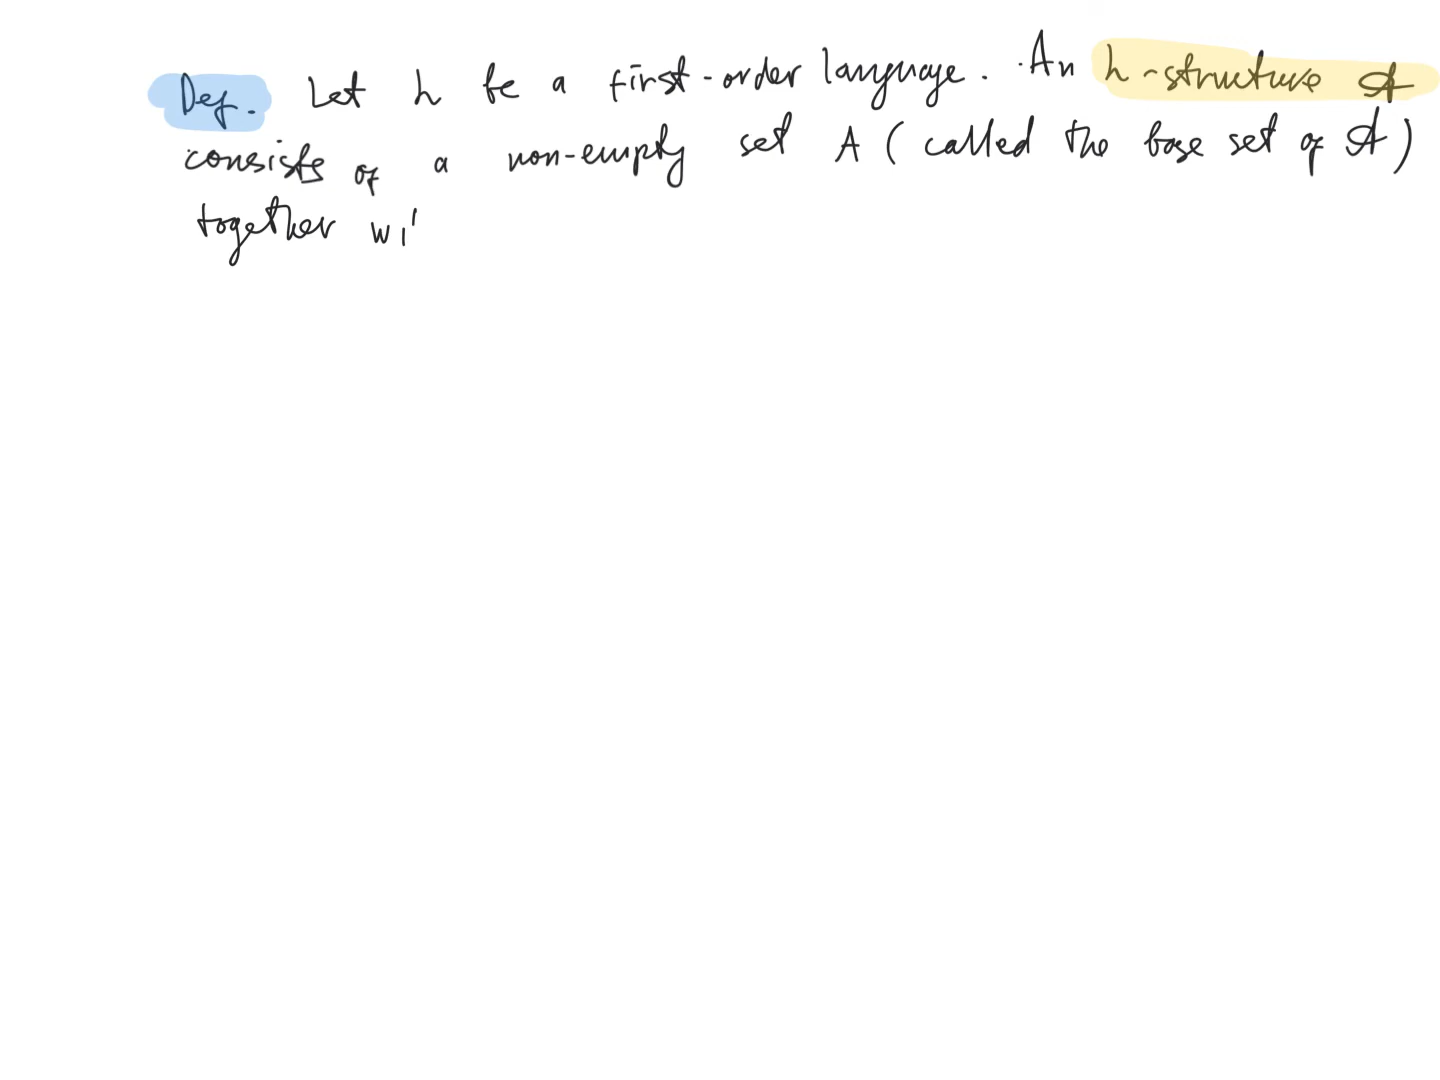 Def. Let L be a first-order language. An L-structure 𝒜
consists of a non-empty set A (called the base set of 𝒜)
together wi